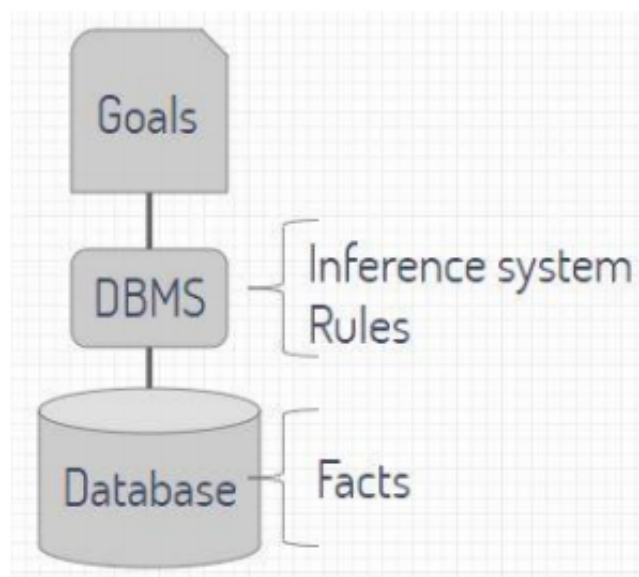 Goals
DBMS
Inference system
Rules
Database
Facts